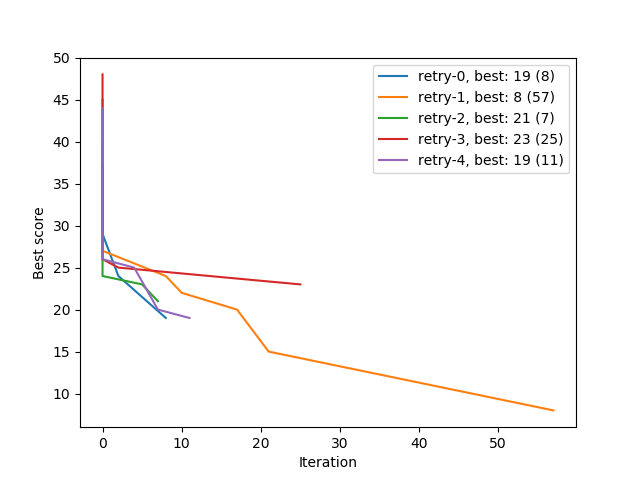 retry-0, best: 19 (8)
retry-1, best: 8 (57)
retry-2, best: 21 (7)
retry-3, best: 23 (25)
retry-4, best: 19 (11)
Best score
50
45
40
35
30
25
20
15
10
0 10 20 30 40 50
Iteration